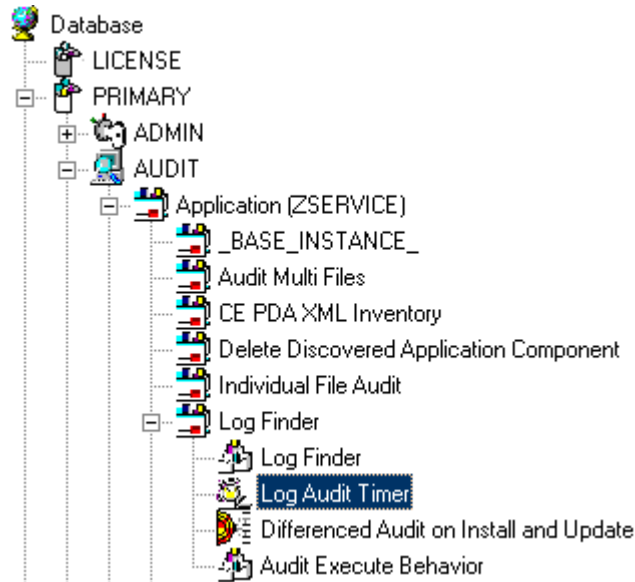 Database
LICENSE
PRIMARY
ADMIN
AUDIT
Application (ZSERVICE)
_BASE_INSTANCE_
Audit Multi Files
CE PDA XML Inventory
Delete Discovered Application Component
Individual File Audit
Log Finder
Log Finder
Log Audit Timer
Differenced Audit on Install and Update
Audit Execute Behavior